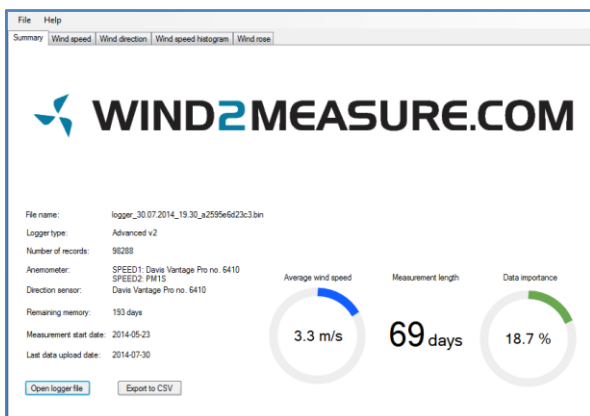 File Help
Summary Wind speed Wind direction Wind speed histogram Wind rose
WIND2MEASURE.COM
File name: logger_30.07.2014_19.30_a2595e6d23c3.bin
Logger type: Advanced v2
Number of records: 98288
Anemometer: SPEED1: Davis Vantage Pro no. 6410
SPEED2: PM1S
Direction sensor: Davis Vantage Pro no. 6410
Remaining memory: 193 days
Measurement start date: 2014-05-23
Last data upload date: 2014-07-30
Average wind speed Measurement length Data importance
3.3 m/s 69 days 18.7 %
Open logger file Export to CSV